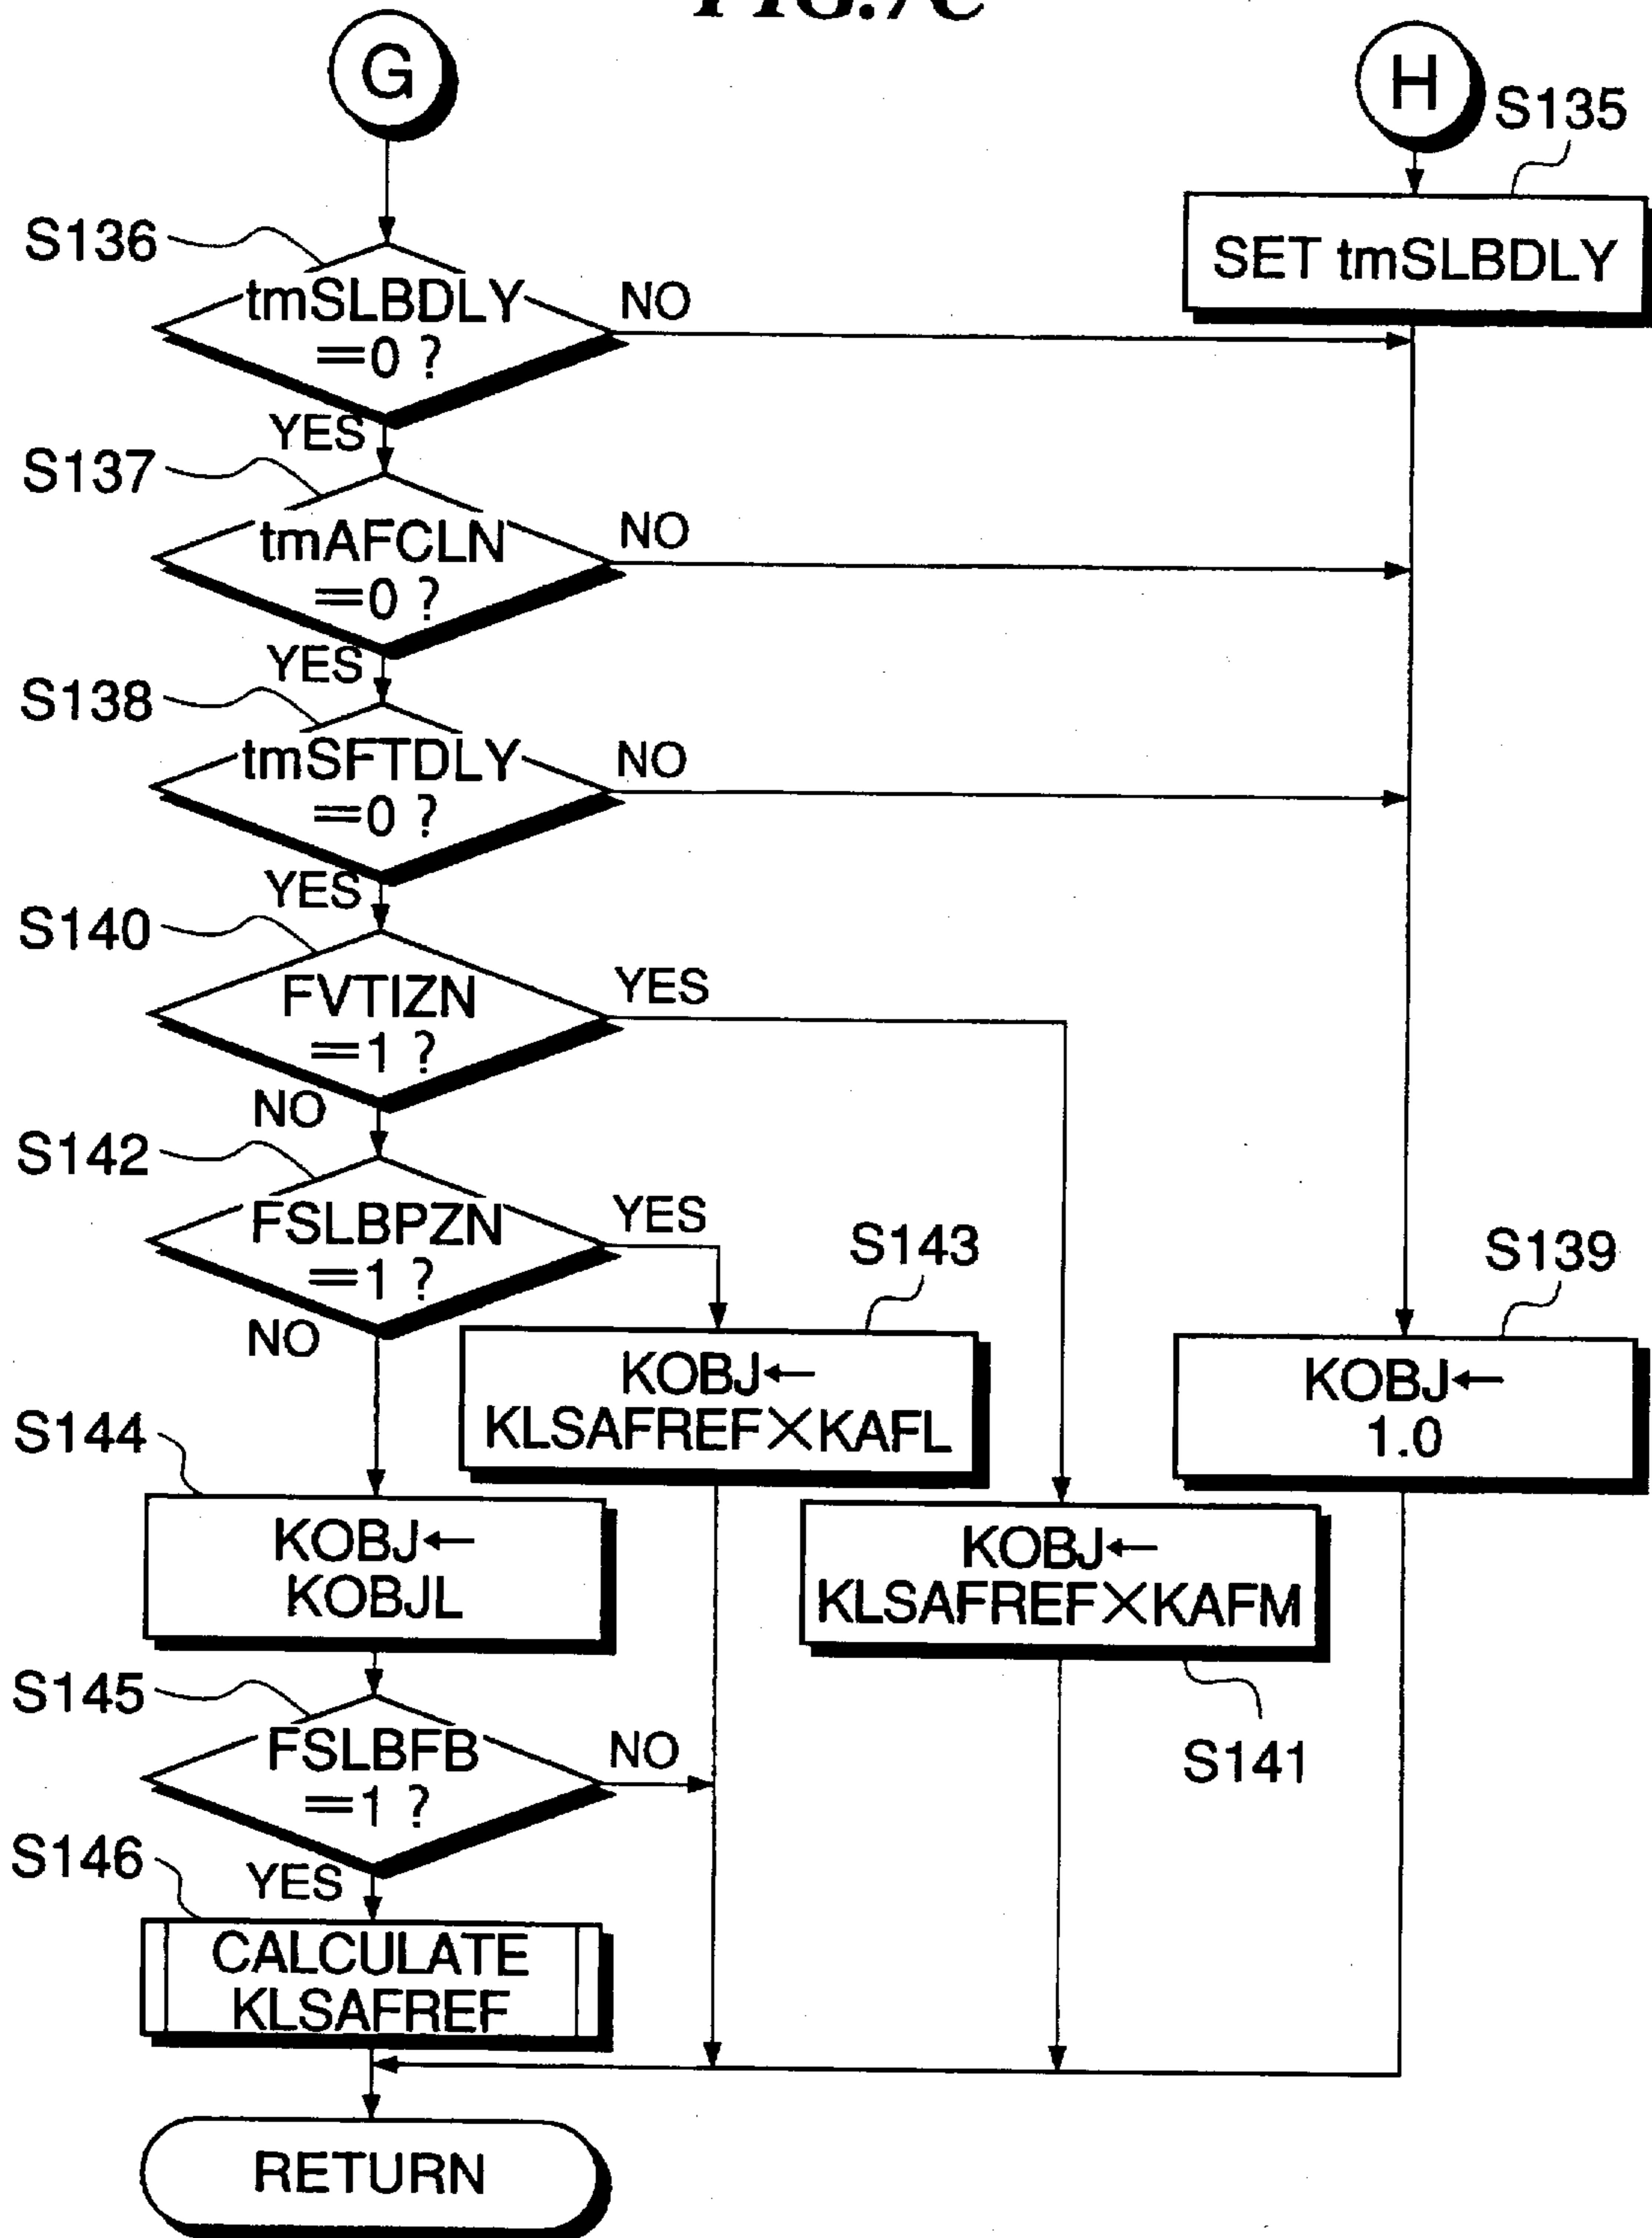 FIG.7C
G
H
S135
SET tmSLBDLY
S136
tmSLBDLY
=0 ?
NO
YES
S137
tmAFCLN
=0 ?
NO
YES
S138
tmSFTDLY
=0 ?
NO
YES
S140
FVTIZN
=1 ?
YES
NO
S142
FSLBPZN
=1 ?
YES
NO
S143
KOBJ←
KLSAFREF×KAFL
S139
KOBJ←
1.0
S144
KOBJ←
KOBJL
KOBJ←
KLSAFREF×KAFM
S141
S145
FSLBFB
=1 ?
NO
YES
S146
CALCULATE
KLSAFREF
RETURN